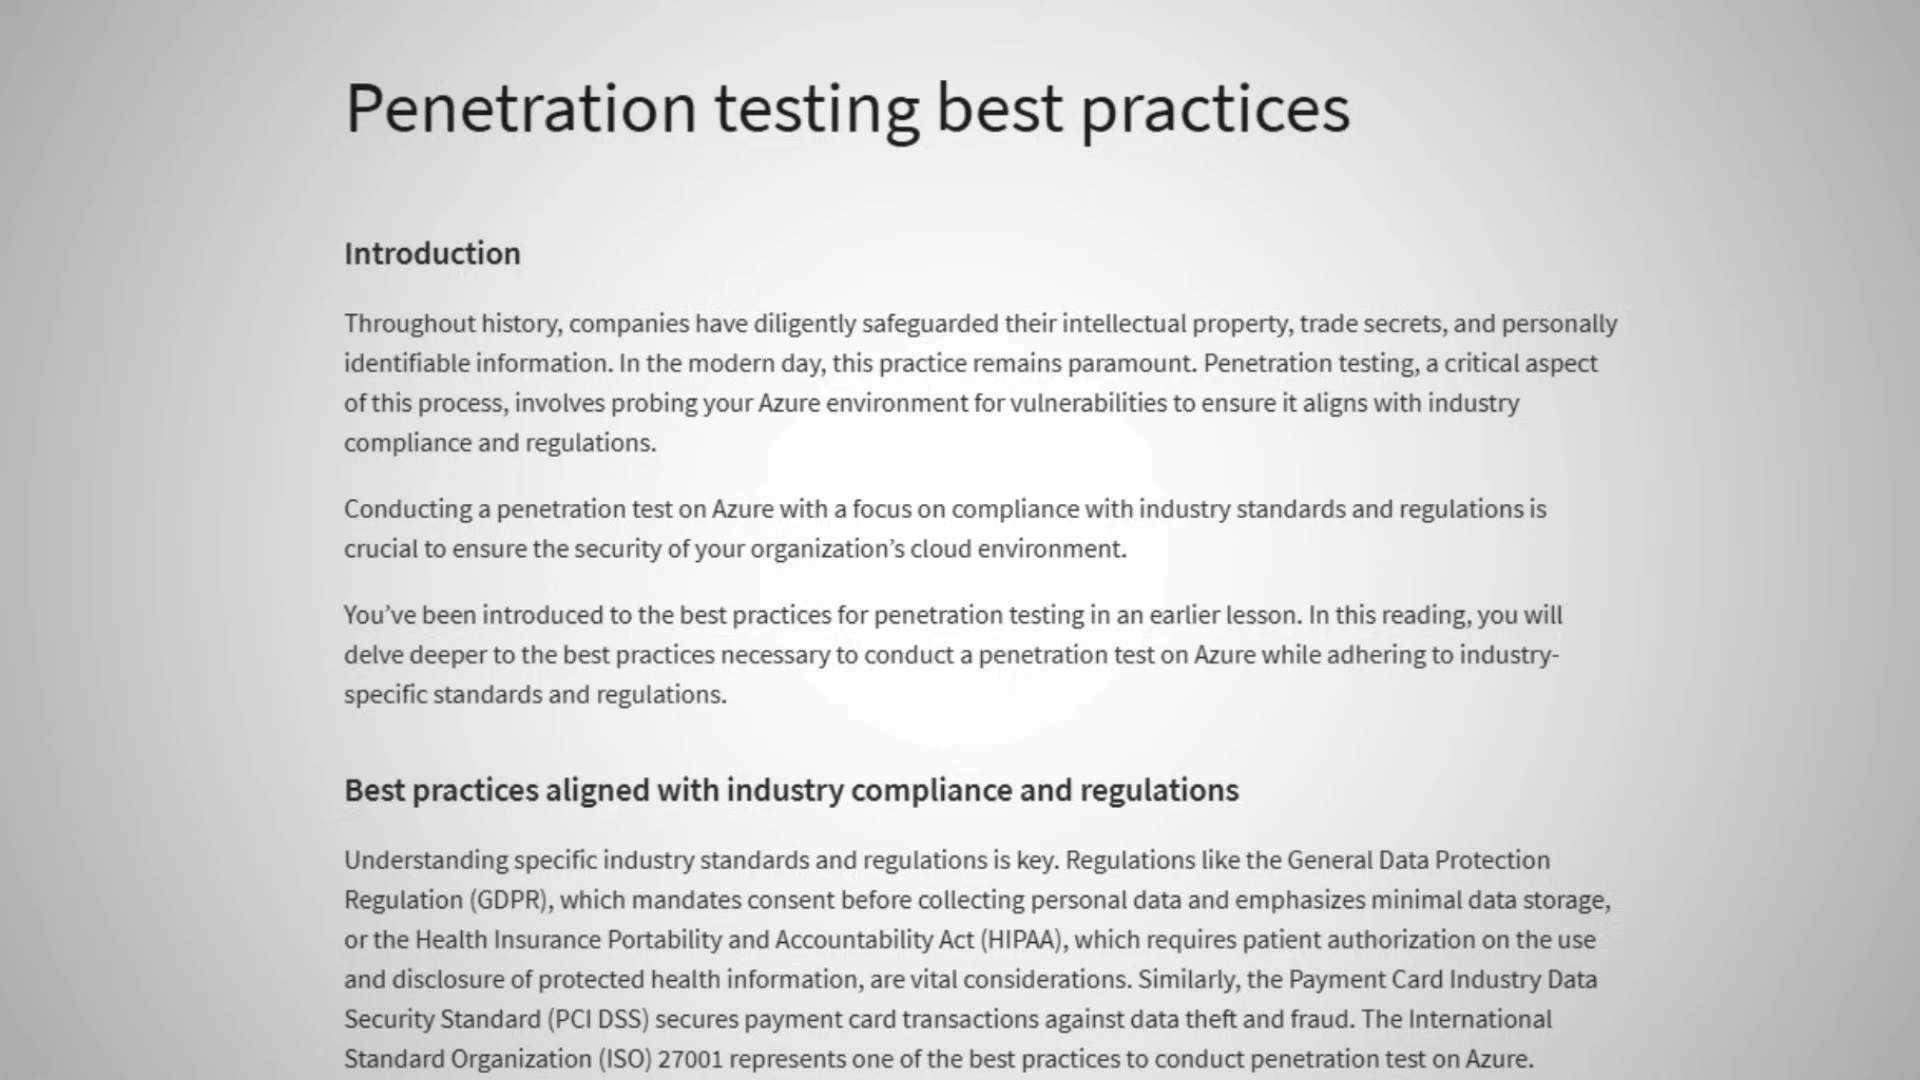 Penetration testing best practices
Introduction
Throughout history, companies have diligently safeguarded their intellectual property, trade secrets, and personally
identifiable information. In the modern day, this practice remains paramount. Penetration testing, a critical aspect
of this process, involves probing your Azure environment for vulnerabilities to ensure it aligns with industry
compliance and regulations.
Conducting a penetration test on Azure with a focus on compliance with industry standards and regulations is
crucial to ensure the security of your organization’s cloud environment.
You’ve been introduced to the best practices for penetration testing in an earlier lesson. In this reading, you will
delve deeper to the best practices necessary to conduct a penetration test on Azure while adhering to industry-
specific standards and regulations.
Best practices aligned with industry compliance and regulations
Understanding specific industry standards and regulations is key. Regulations like the General Data Protection
Regulation (GDPR), which mandates consent before collecting personal data and emphasizes minimal data storage,
or the Health Insurance Portability and Accountability Act (HIPAA), which requires patient authorization on the use
and disclosure of protected health information, are vital considerations. Similarly, the Payment Card Industry Data
Security Standard (PCI DSS) secures payment card transactions against data theft and fraud. The International
Standard Organization (ISO) 27001 represents one of the best practices to conduct penetration test on Azure.